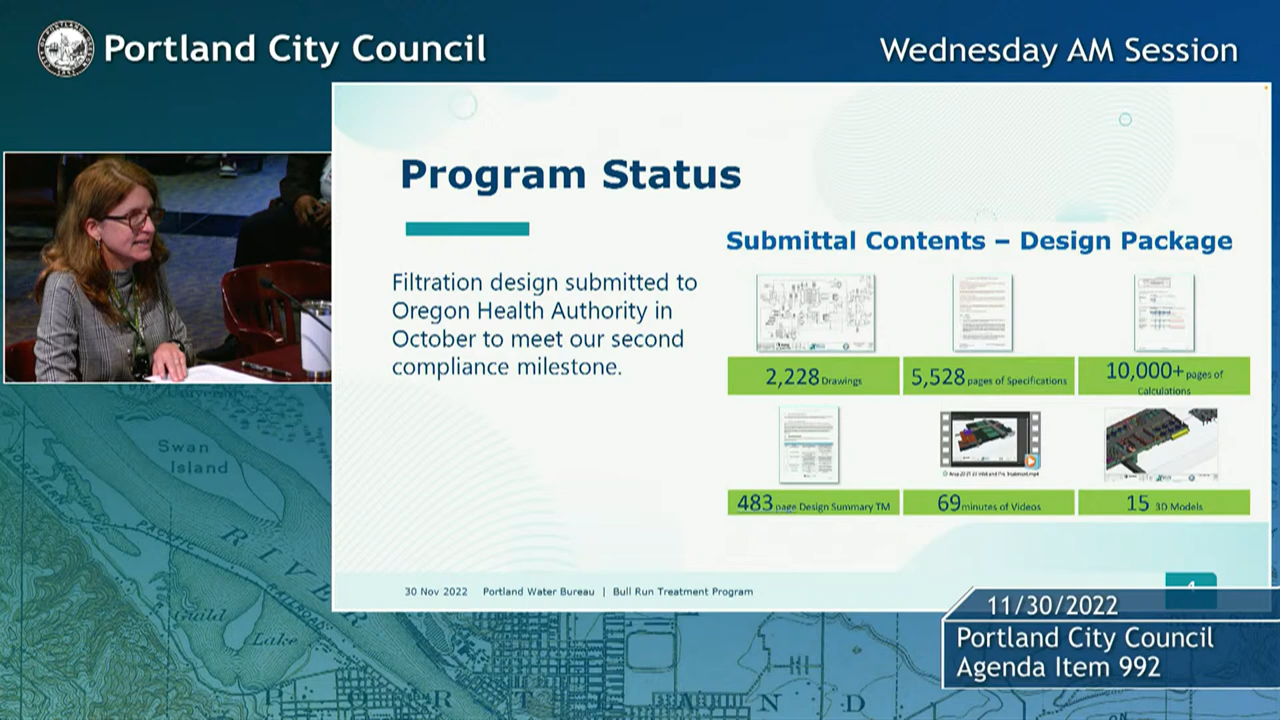 Portland City Council
Wednesday AM Session
Program Status
Filtration design submitted to
Oregon Health Authority in
October to meet our second
compliance milestone.
Submittal Contents – Design Package
2,228 Drawings
5,528 pages of Specifications
10,000+ pages of
Calculations
483 page Design Summary TM
69 minutes of Videos
15 3D Models
30 Nov 2022 Portland Water Bureau | Bull Run Treatment Program
4
11/30/2022
Portland City Council
Agenda Item 992
Swan
Island
RIVER
Guild
Lake